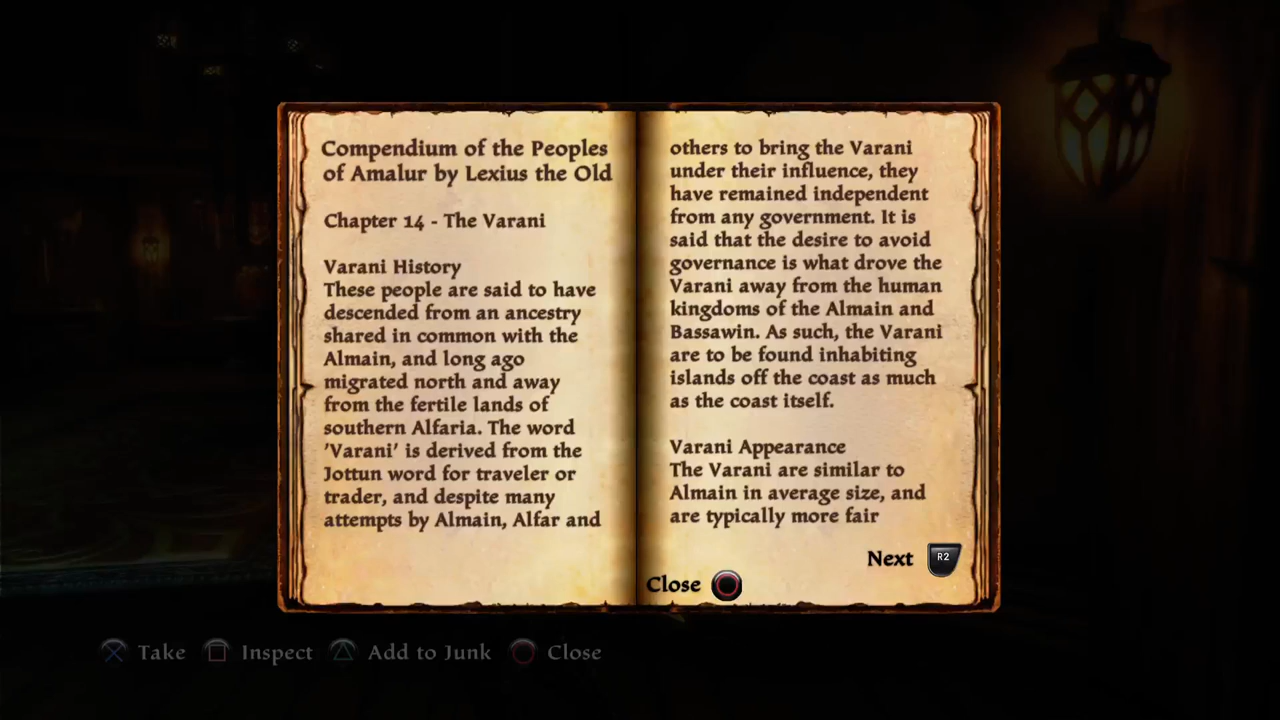 Compendium of the Peoples
of Amalur by Lexius the Old
Chapter 14 - The Varani
Varani History
These people are said to have
descended from an ancestry
shared in common with the
Almain, and long ago
migrated north and away
from the fertile lands of
southern Alfaria. The word
'Varani' is derived from the
Jottun word for traveler or
trader, and despite many
attempts by Almain, Alfar and
others to bring the Varani
under their influence, they
have remained independent
from any government. It is
said that the desire to avoid
governance is what drove the
Varani away from the human
kingdoms of the Almain and
Bassawin. As such, the Varani
are to be found inhabiting
islands off the coast as much
as the coast itself.
Varani Appearance
The Varani are similar to
Almain in average size, and
are typically more fair
Next R2
Close
Take Inspect Add to Junk Close